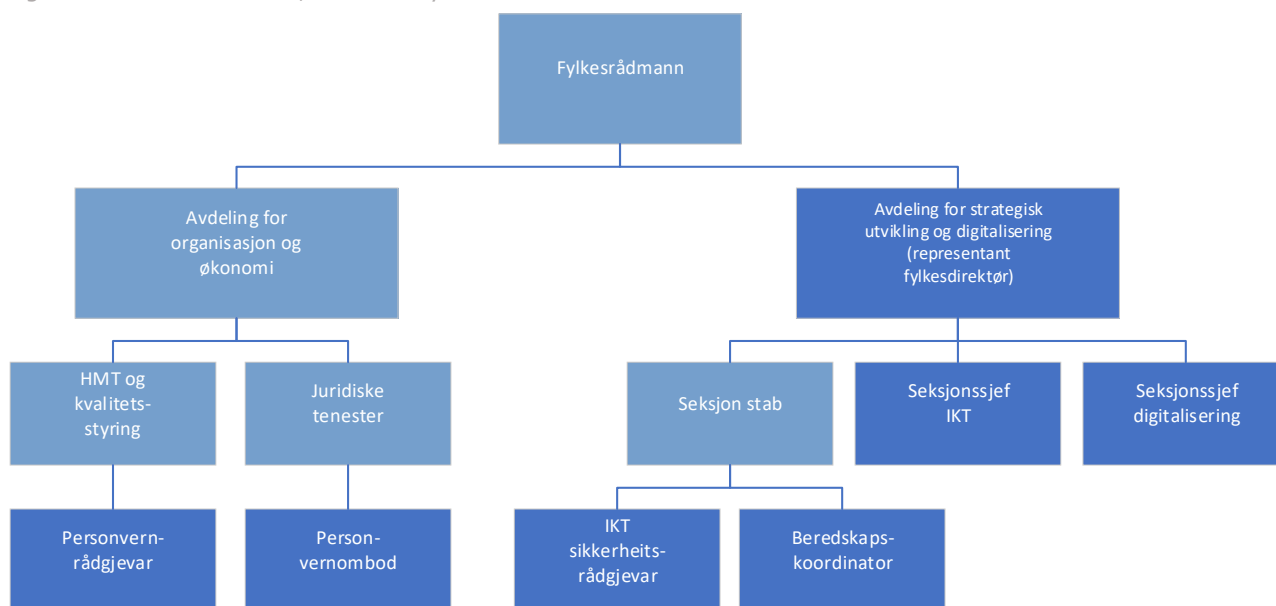 Fylkesrådmann
Avdeling for
organisasjon og
økonomi
Avdeling for strategisk
utvikling og digitalisering
(representant
fylkesdirektør)
HMT og
kvalitets-
styring
Juridiske
tenester
Seksjon stab
Seksjonssjef
IKT
Seksjonssjef
digitalisering
Personvern-
rådgjevar
Person-
vernombod
IKT
sikkerheits-
rådgjevar
Beredskaps-
koordinator